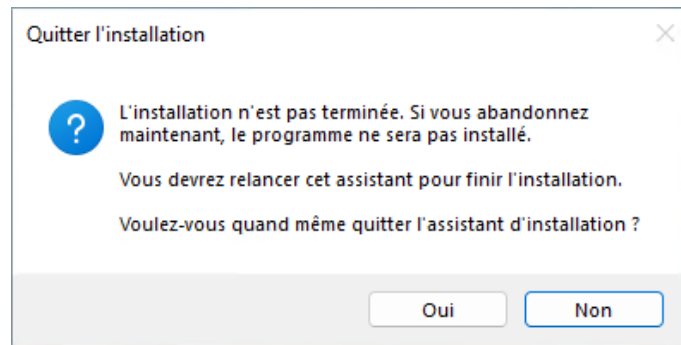 Quitter l'installation
L'installation n'est pas terminée. Si vous abandonnez
maintenant, le programme ne sera pas installé.
Vous devrez relancer cet assistant pour finir l'installation.
Voulez-vous quand même quitter l'assistant d'installation ?
Oui
Non